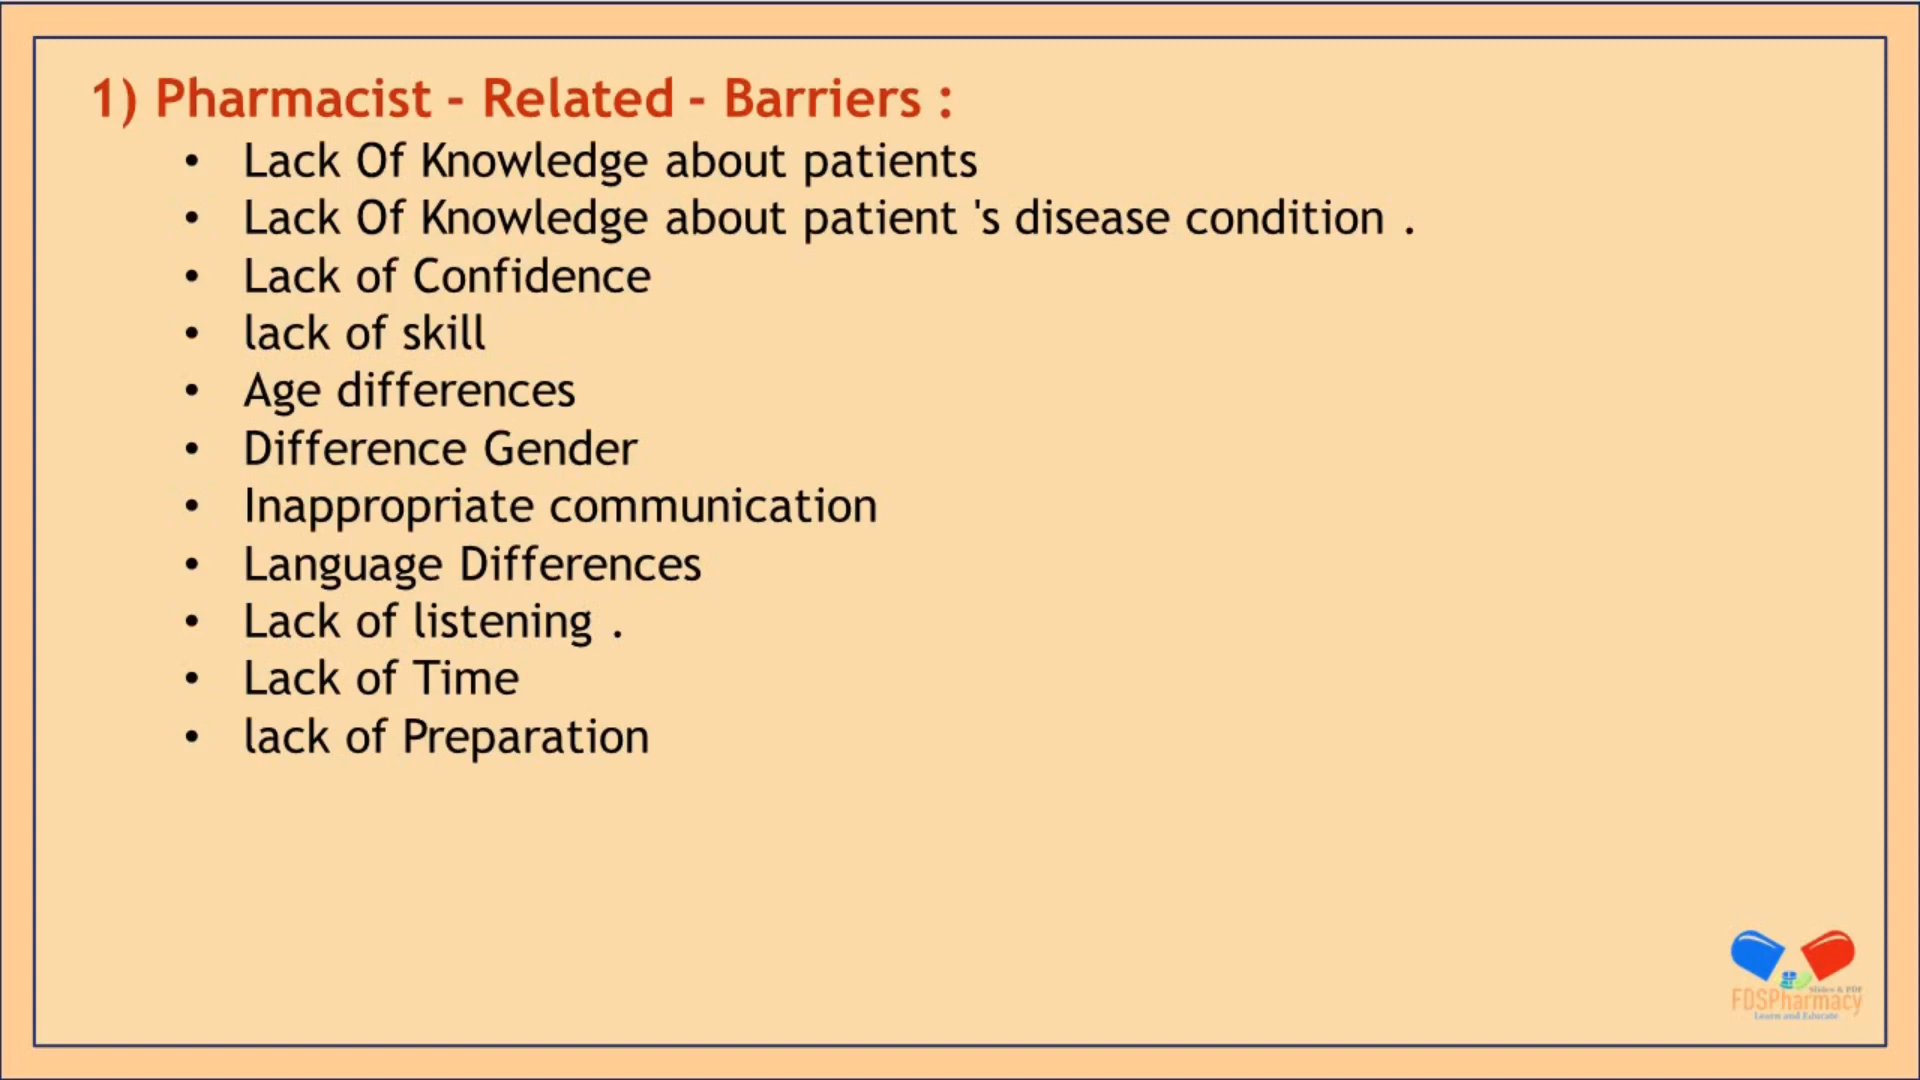 1) Pharmacist - Related - Barriers :
• Lack Of Knowledge about patients
• Lack Of Knowledge about patient 's disease condition .
• Lack of Confidence
• lack of skill
• Age differences
• Difference Gender
• Inappropriate communication
• Language Differences
• Lack of listening .
• Lack of Time
• lack of Preparation
Slides & PDF
FDSPharmacy
Learn and Educate